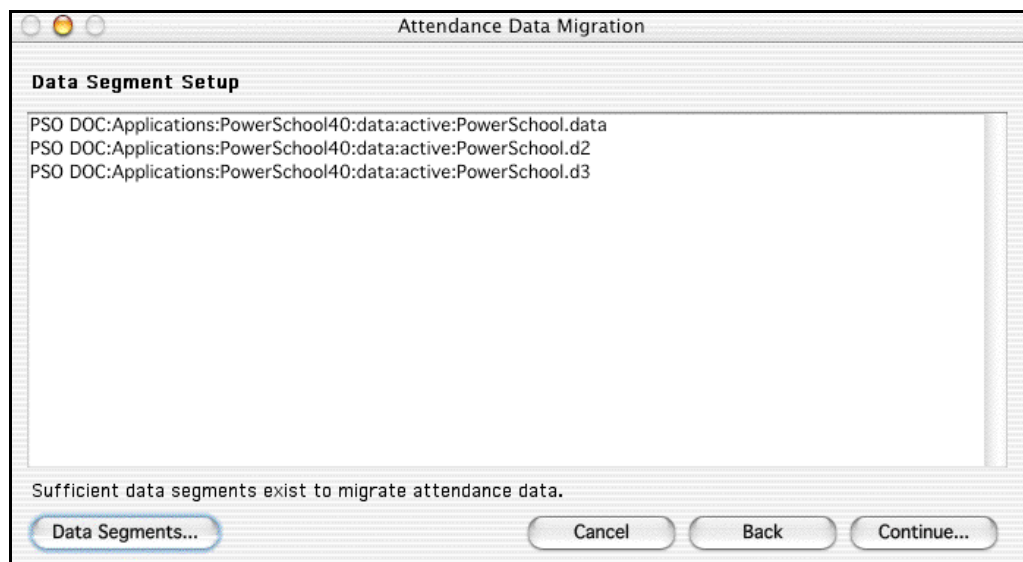 Attendance Data Migration
Data Segment Setup
PSO DOC:Applications:PowerSchool40:data:active:PowerSchool.data
PSO DOC:Applications:PowerSchool40:data:active:PowerSchool.d2
PSO DOC:Applications:PowerSchool40:data:active:PowerSchool.d3
Sufficient data segments exist to migrate attendance data.
Data Segments... Cancel Back Continue...